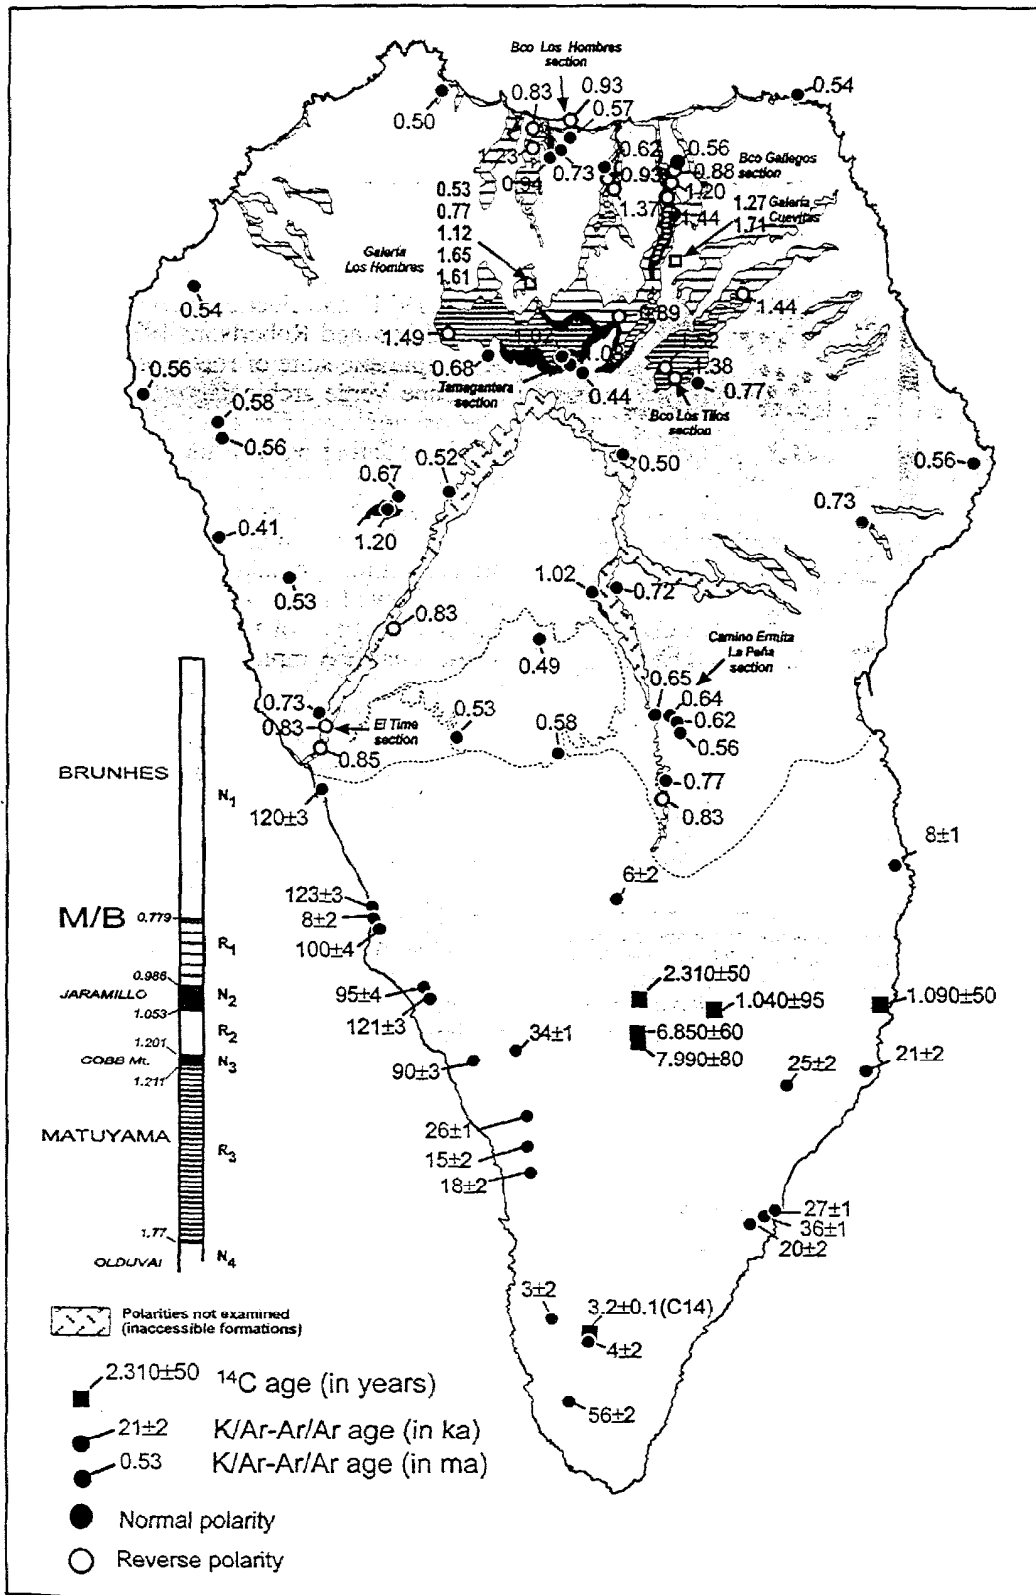 Bco Los Hombres
section
0.83
0.93
0.57
0.54
0.50
1.23
0.94
0.73
0.62
0.93
1.37
0.56
0.88
1.20
1.44
Bco Gallegos
section
1.27
1.71
Galería
Cuevitas
0.53
0.77
1.12
1.65
1.61
Galería
Los Hombres
0.54
1.49
0.68
1.02
0.89
1.44
1.38
0.77
0.44
Tamagantera
section
Bco Los Tilos
section
0.56
0.58
0.56
0.67
0.52
0.50
0.56
0.73
0.41
1.20
0.53
1.02
0.72
0.83
0.49
Camino Ermita
La Peña
section
0.65
0.64
0.62
0.56
0.73
0.83
0.85
El Time
section
0.53
0.58
0.77
0.83
120±3
8±1
6±2
123±3
8±2
100±4
95±4
121±3
2.310±50
1.040±95
1.090±50
6.850±60
7.990±80
34±1
90±3
25±2
21±2
26±1
15±2
18±2
27±1
36±1
20±2
3±2
3.2±0.1(C14)
4±2
56±2
BRUNHES
N1
M/B
0.779
R1
0.986
JARAMILLO
N2
1.053
R2
1.201
COBB Mt.
N3
1.211
MATUYAMA
R3
1.77
OLDUVAI
N4
Polarities not examined
(inaccessible formations)
2.310±50
14C age (in years)
21±2
K/Ar-Ar/Ar age (in ka)
0.53
K/Ar-Ar/Ar age (in ma)
Normal polarity
Reverse polarity